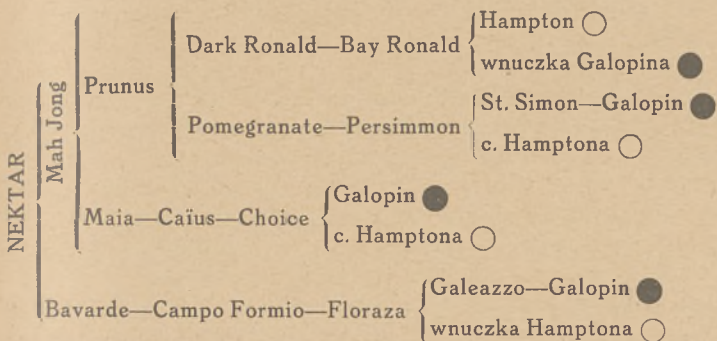 Hampton
Dark Ronald—Bay Ronald
wnuczka Galopina
Prunus
St. Simon—Galopin
Pomegranate—Persimmon
c. Hamptona
NEKTAR
Mah Jong
Galopin
Maia—Caïus—Choice
c. Hamptona
Galeazzo—Galopin
Bavarde—Campo Formio—Floraza
wnuczka Hamptona